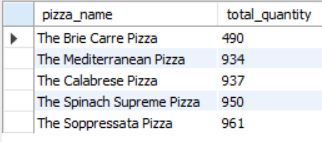 pizza_name total_quantity
The Brie Carre Pizza 490
The Mediterranean Pizza 934
The Calabrese Pizza 937
The Spinach Supreme Pizza 950
The Soppressata Pizza 961